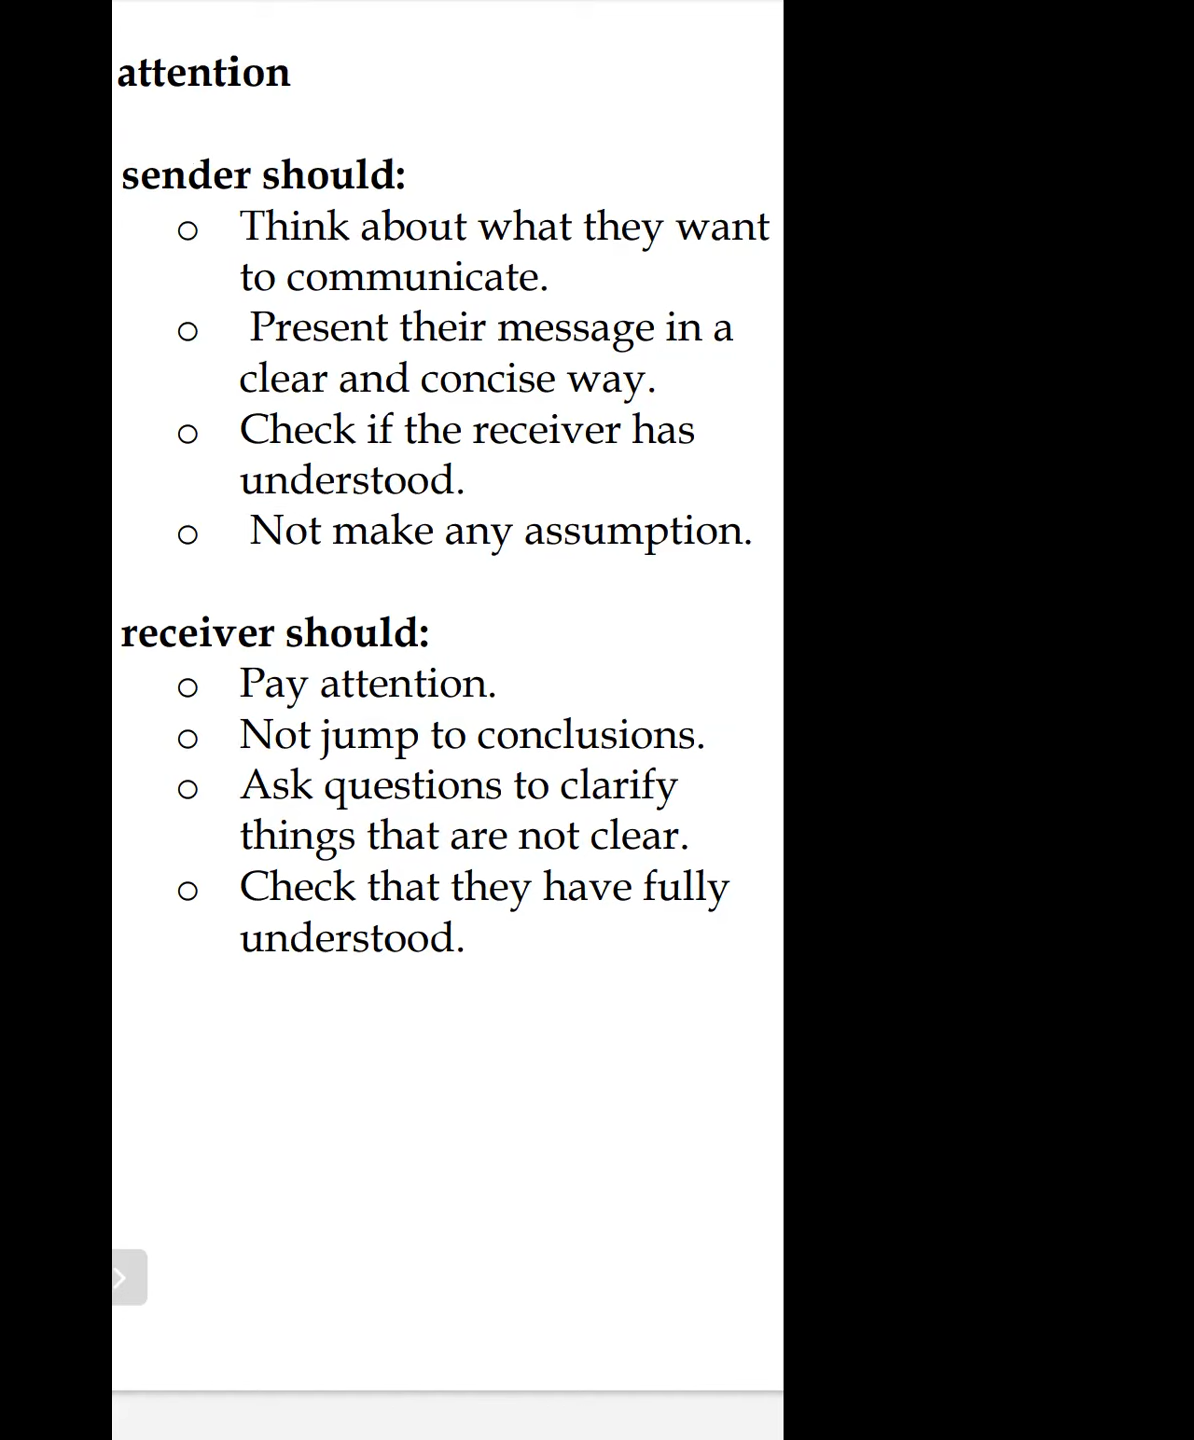 attention
sender should:
o Think about what they want
to communicate.
o Present their message in a
clear and concise way.
o Check if the receiver has
understood.
o Not make any assumption.
receiver should:
o Pay attention.
o Not jump to conclusions.
o Ask questions to clarify
things that are not clear.
o Check that they have fully
understood.